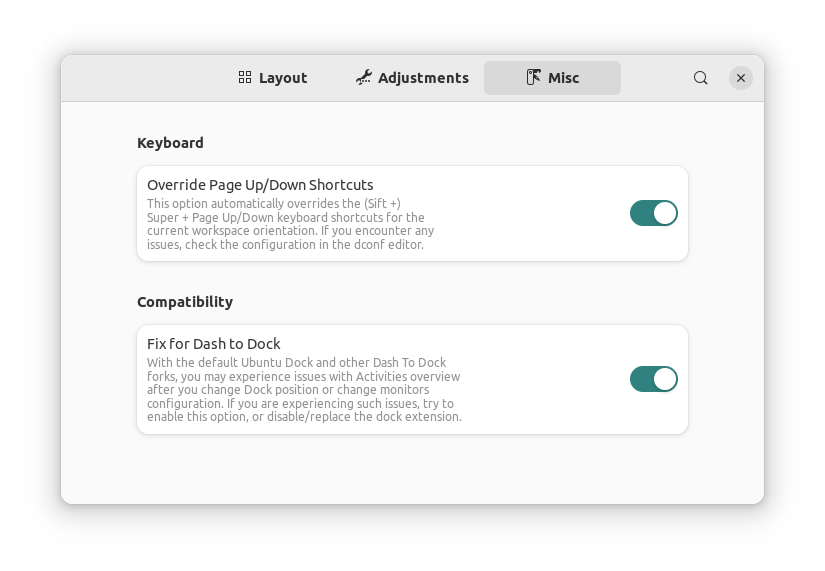 Layout
Adjustments
Misc
Keyboard
Override Page Up/Down Shortcuts
This option automatically overrides the (Sift +)
Super + Page Up/Down keyboard shortcuts for the
current workspace orientation. If you encounter any
issues, check the configuration in the dconf editor.
Compatibility
Fix for Dash to Dock
With the default Ubuntu Dock and other Dash To Dock
forks, you may experience issues with Activities overview
after you change Dock position or change monitors
configuration. If you are experiencing such issues, try to
enable this option, or disable/replace the dock extension.